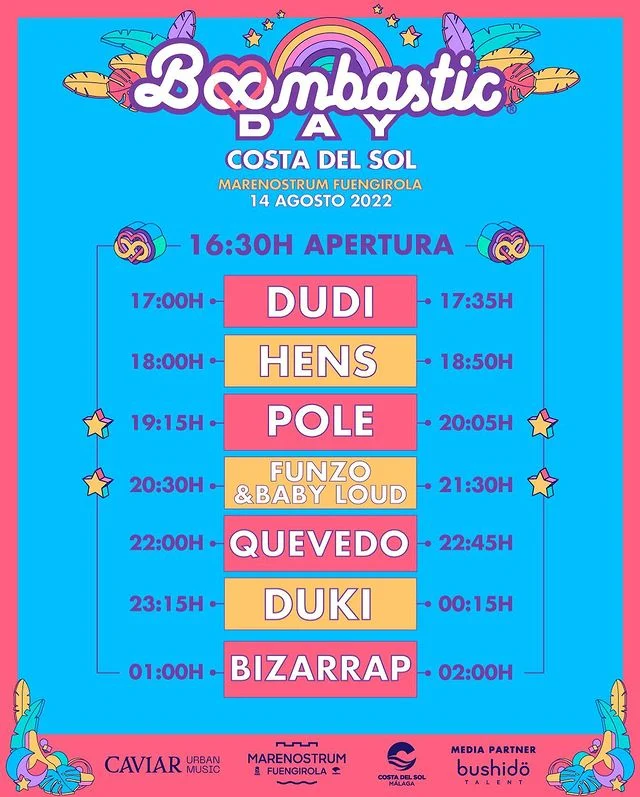 Boombastic
DAY
COSTA DEL SOL
MARENOSTRUM FUENGIROLA
14 AGOSTO 2022
16:30H APERTURA
17:00H DUDI 17:35H
18:00H HENS 18:50H
19:15H POLE 20:05H
20:30H FUNZO 21:30H
&BABY LOUD
22:00H QUEVEDO 22:45H
23:15H DUKI 00:15H
01:00H BIZARRAP 02:00H
CAVIAR URBAN
MUSIC
MARENOSTRUM
FUENGIROLA
COSTA DEL SOL
MÁLAGA
MEDIA PARTNER
bushidö
TALENT